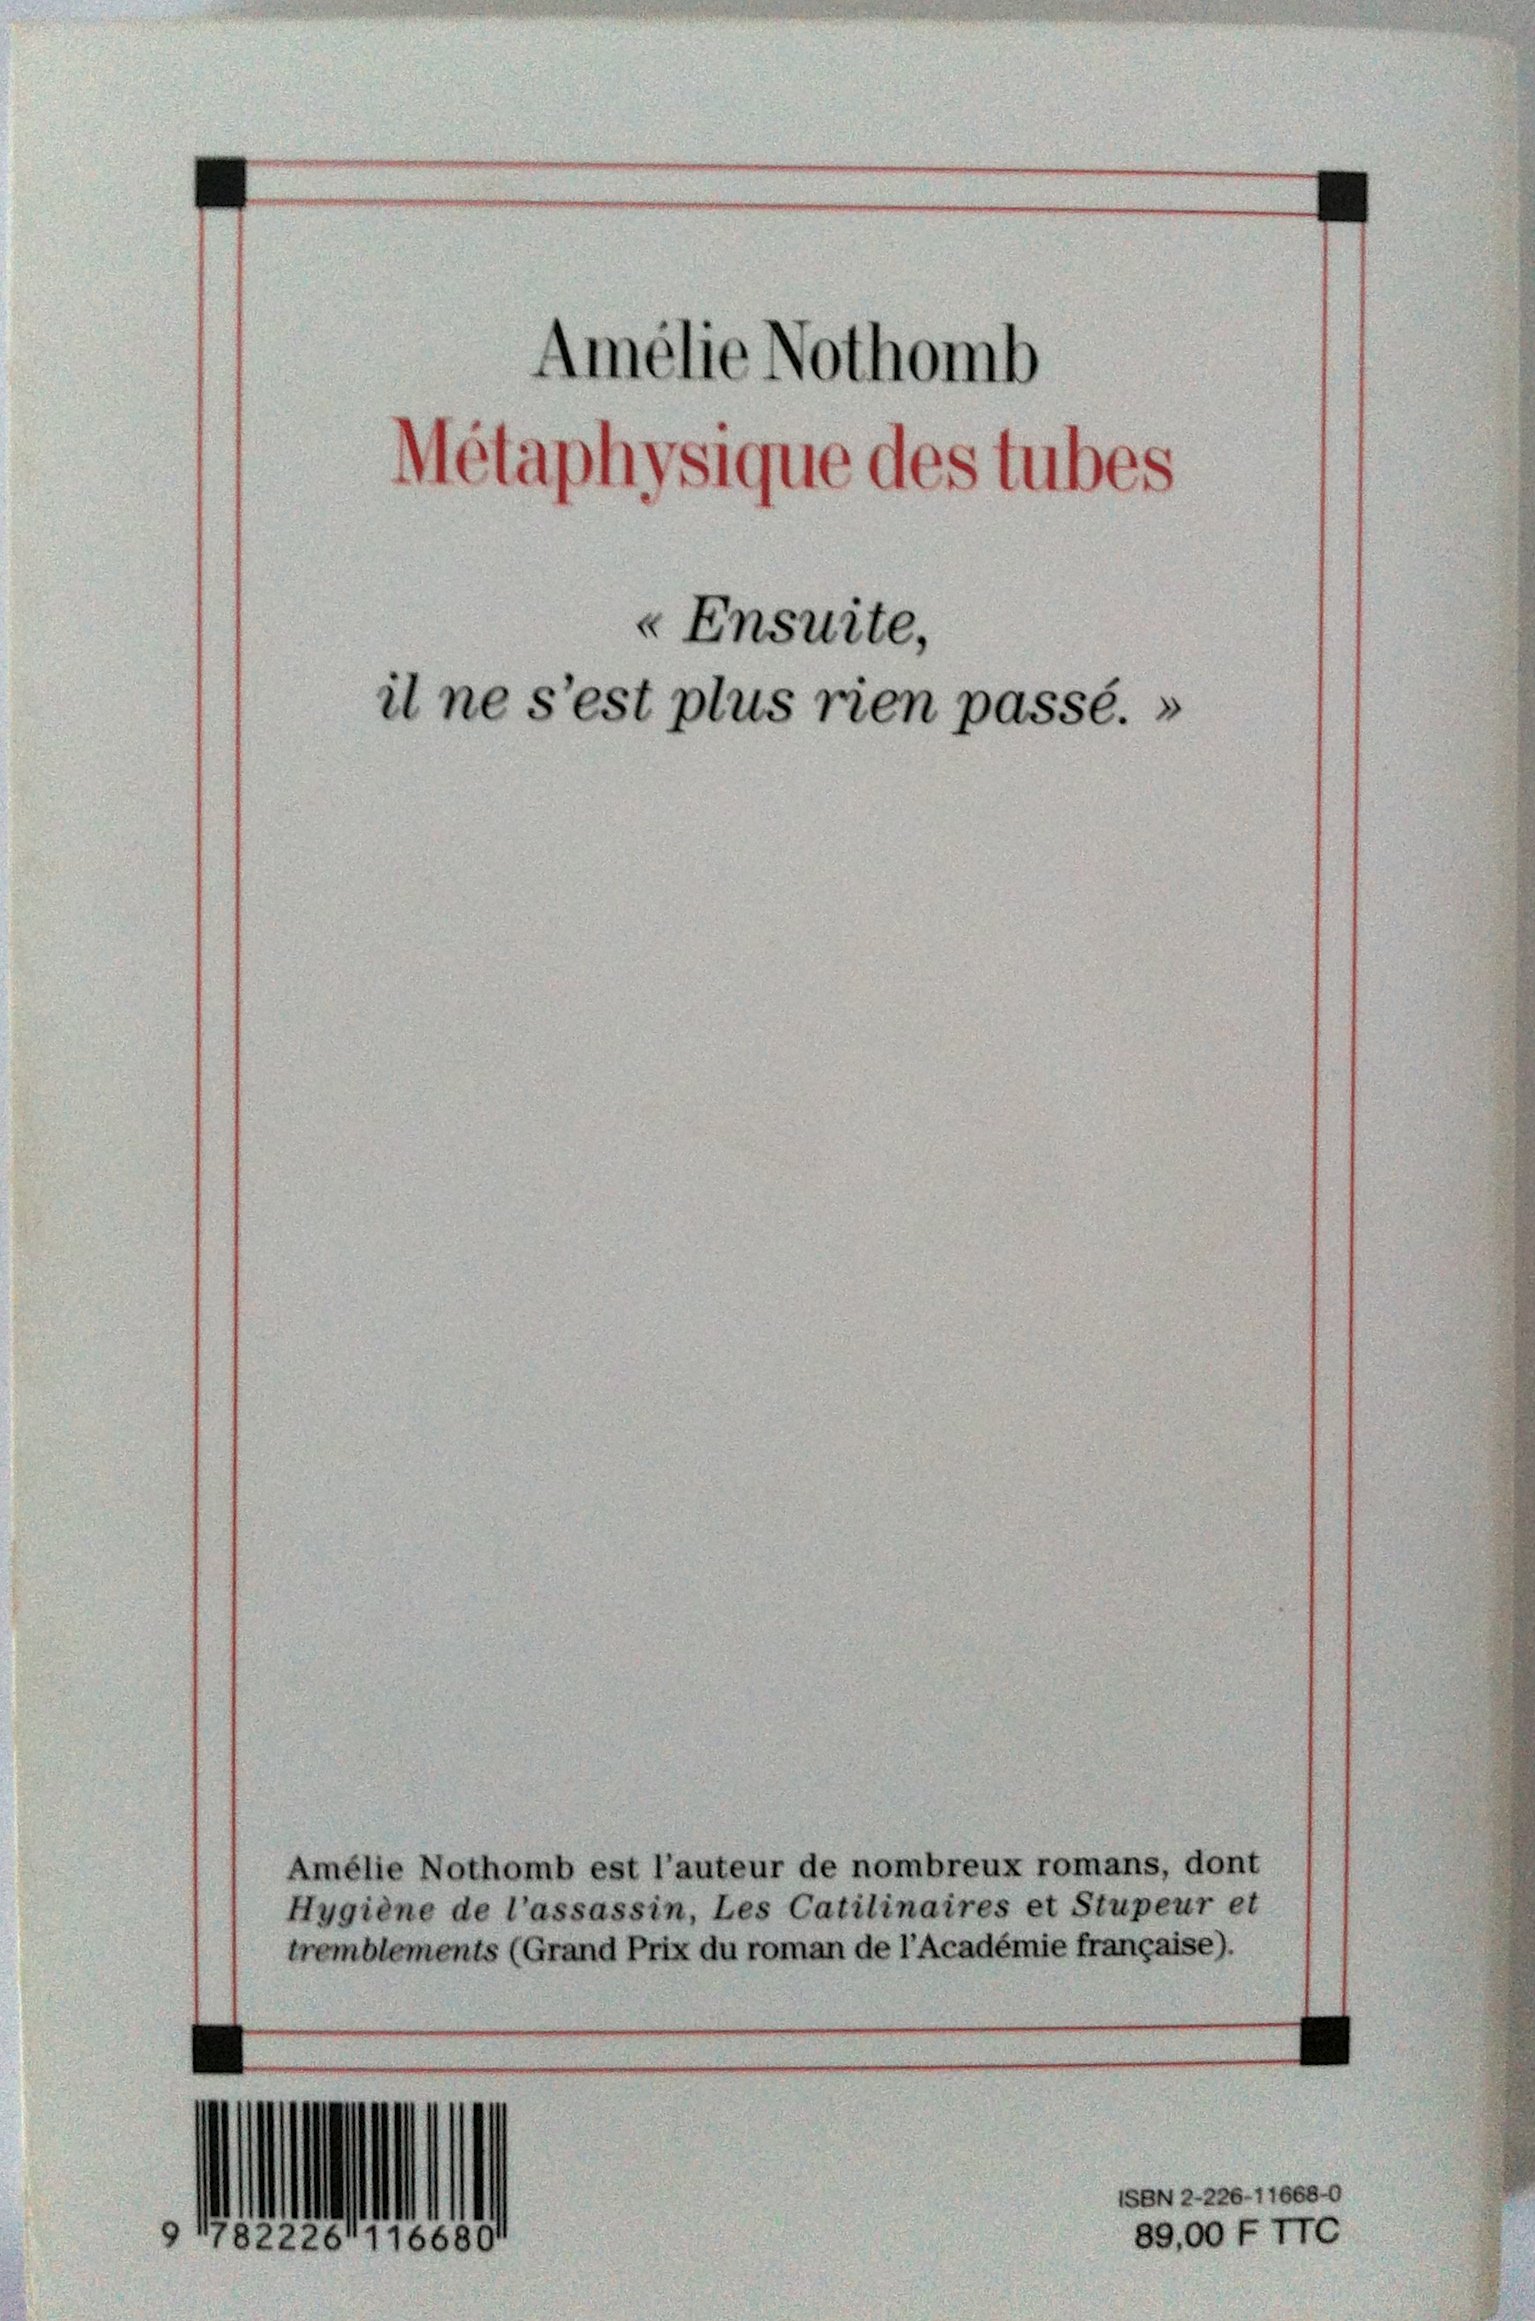 Amélie Nothomb
Métaphysique des tubes
« Ensuite,
il ne s'est plus rien passé. »
Amélie Nothomb est l'auteur de nombreux romans, dont
Hygiène de l'assassin, Les Catilinaires et Stupeur et
tremblements (Grand Prix du roman de l'Académie française).
9 782226 116680
ISBN 2-226-11668-0
89,00 F TTC